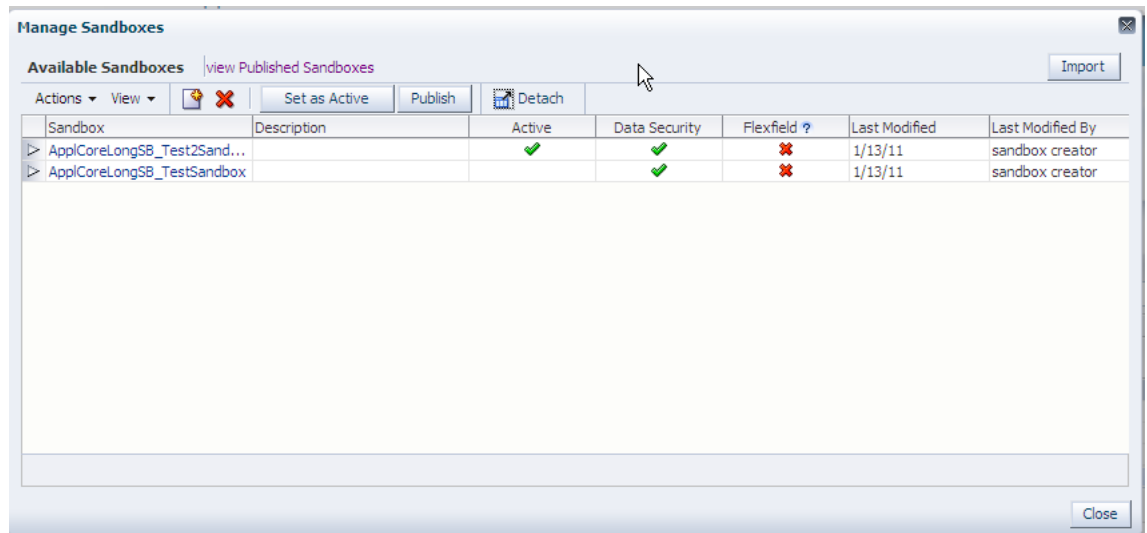 Manage Sandboxes
Available Sandboxes view Published Sandboxes Import
Actions View Set as Active Publish Detach
Sandbox Description Active Data Security Flexfield ? Last Modified Last Modified By
ApplCoreLongSB_Test2Sand... 1/13/11 sandbox creator
ApplCoreLongSB_TestSandbox 1/13/11 sandbox creator
Close